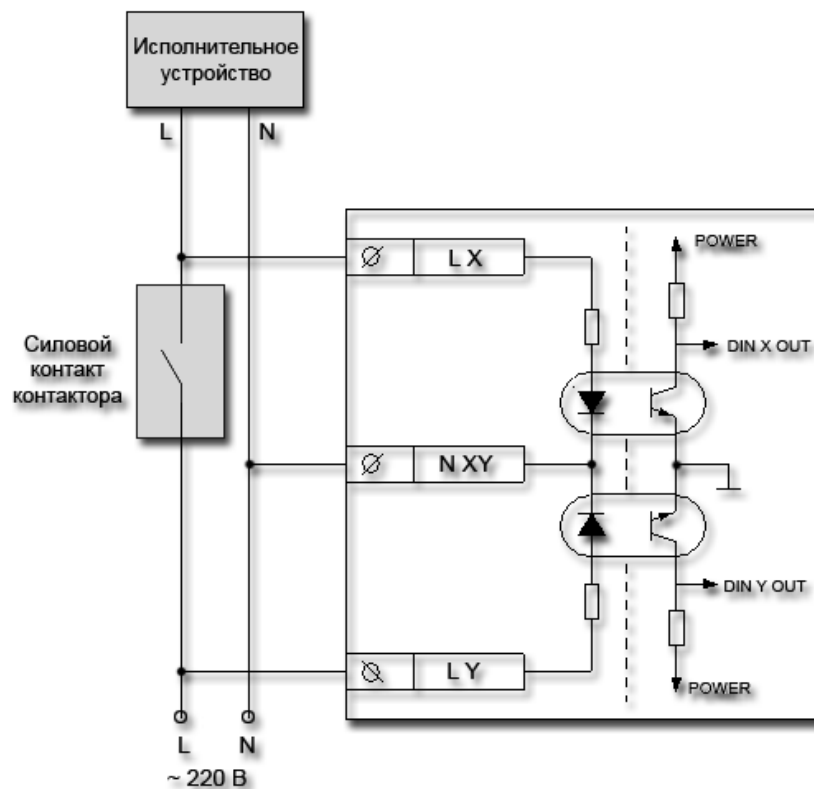 Исполнительное
устройство
L
N
POWER
L X
DIN X OUT
Силовой
контакт
контактора
N XY
DIN Y OUT
L Y
POWER
L
N
~ 220 В